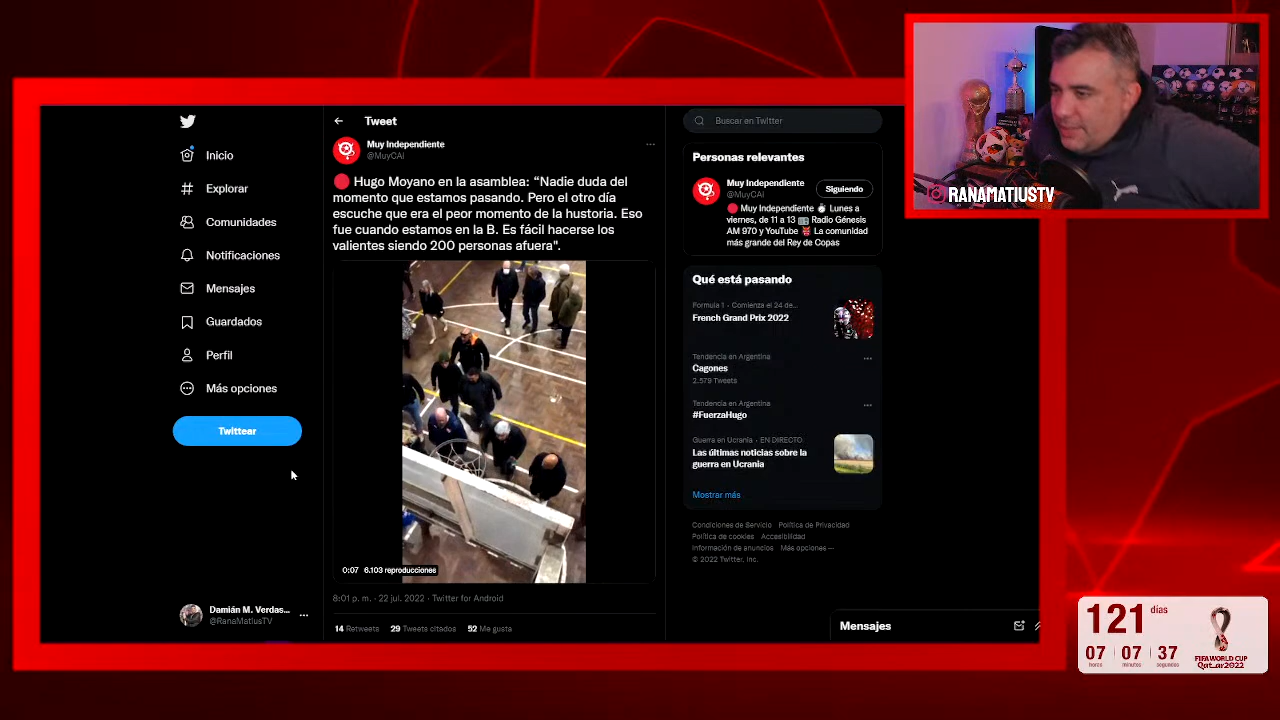 Inicio
Explorar
Comunidades
Notificaciones
Mensajes
Guardados
Perfil
Más opciones
Twittear
Damián M. Verdas...
@RanaMatiusTV
Tweet
Muy Independiente
@MuyCAI
Hugo Moyano en la asamblea: “Nadie duda del
momento que estamos pasando. Pero el otro día
escuche que era el peor momento de la hustoria. Eso
fue cuando estamos en la B. Es fácil hacerse los
valientes siendo 200 personas afuera".
0:07 6.103 reproducciones
8:01 p. m. · 22 jul. 2022 · Twitter for Android
14 Retweets 29 Tweets citados 52 Me gusta
Buscar en Twitter
Personas relevantes
Muy Independiente
@MuyCAI
Siguiendo
Muy Independiente Lunes a
viernes, de 11 a 13 Radio Génesis
AM 970 y YouTube La comunidad
más grande del Rey de Copas
Qué está pasando
Formula 1 · Comienza el 24 de...
French Grand Prix 2022
Tendencia en Argentina
Cagones
2.579 Tweets
Tendencia en Argentina
#FuerzaHugo
Guerra en Ucrania · EN DIRECTO
Las últimas noticias sobre la
guerra en Ucrania
Mostrar más
Condiciones de Servicio Política de Privacidad
Política de cookies Accesibilidad
Información de anuncios Más opciones ···
© 2022 Twitter, Inc.
Mensajes
RANAMATIUSTV
121 días
07 07 37
horas minutos segundos
FIFA WORLD CUP
Qatar2022